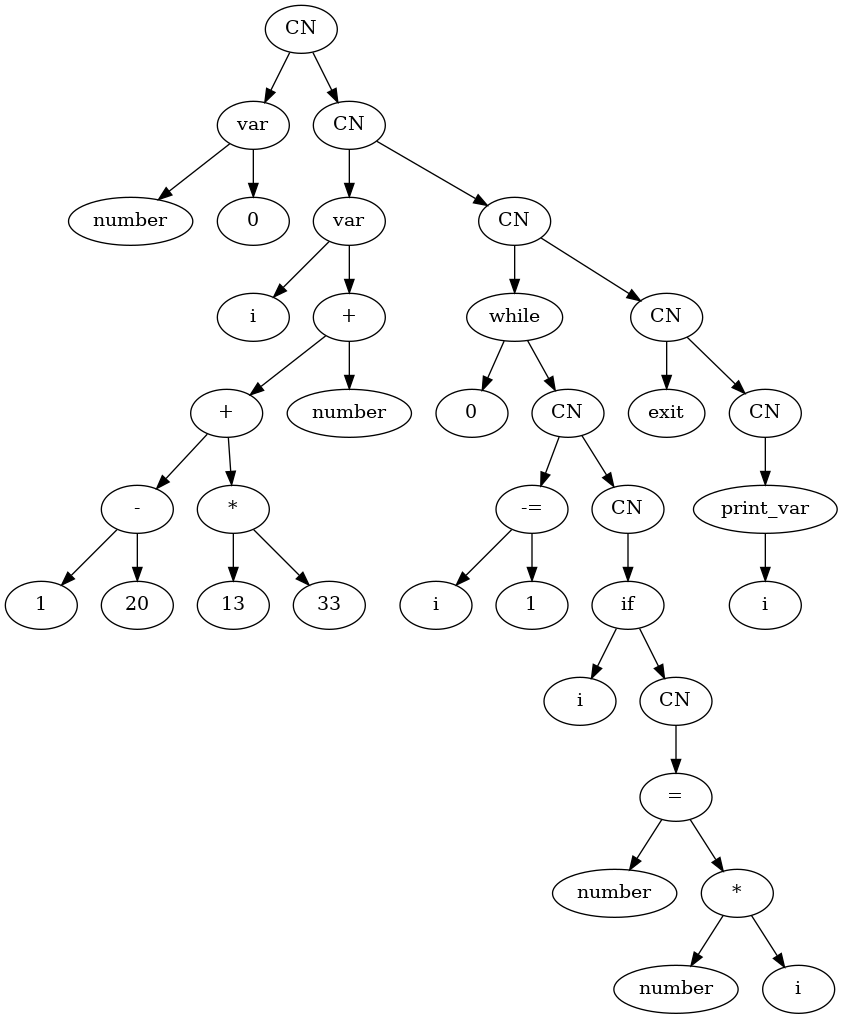 CN
var CN
number 0 var CN
i + while CN
+ number 0 CN exit CN
- * -= CN print_var
1 20 13 33 i 1 if i
i CN
=
number *
number i